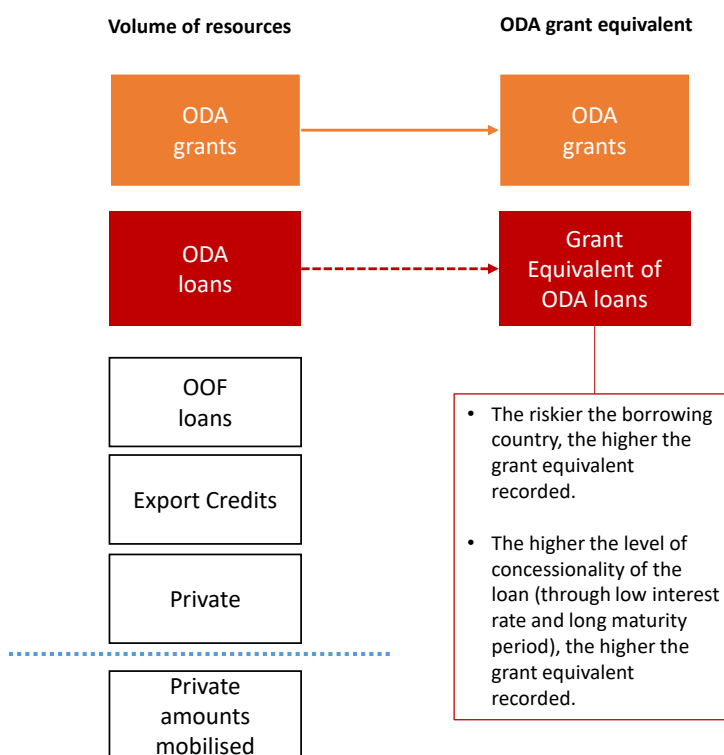 Volume of resources
ODA grant equivalent
ODA
grants
ODA
grants
ODA
loans
Grant
Equivalent of
ODA loans
OOF
loans
Export Credits
Private
Private
amounts
mobilised
• The riskier the borrowing
country, the higher the
grant equivalent
recorded.
• The higher the level of
concessionality of the
loan (through low interest
rate and long maturity
period), the higher the
grant equivalent
recorded.